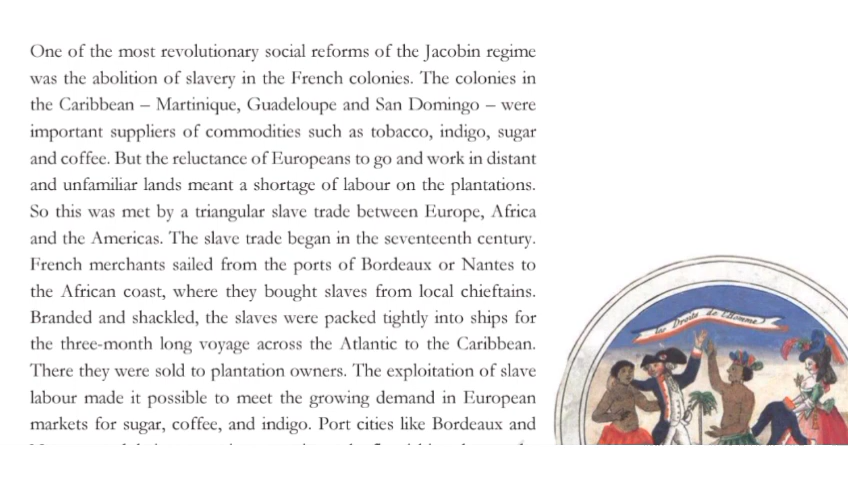 One of the most revolutionary social reforms of the Jacobin regime
was the abolition of slavery in the French colonies. The colonies in
the Caribbean – Martinique, Guadeloupe and San Domingo – were
important suppliers of commodities such as tobacco, indigo, sugar
and coffee. But the reluctance of Europeans to go and work in distant
and unfamiliar lands meant a shortage of labour on the plantations.
So this was met by a triangular slave trade between Europe, Africa
and the Americas. The slave trade began in the seventeenth century.
French merchants sailed from the ports of Bordeaux or Nantes to
the African coast, where they bought slaves from local chieftains.
Branded and shackled, the slaves were packed tightly into ships for
the three-month long voyage across the Atlantic to the Caribbean.
There they were sold to plantation owners. The exploitation of slave
labour made it possible to meet the growing demand in European
markets for sugar, coffee, and indigo. Port cities like Bordeaux and
les Droits de l'Homme